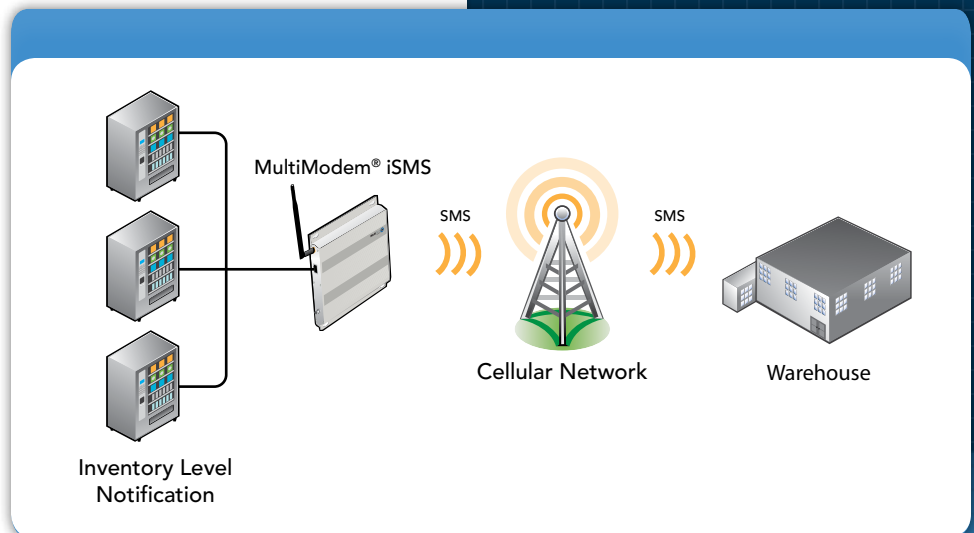 MultiModem® iSMS
SMS
SMS
Cellular Network
Warehouse
Inventory Level
Notification